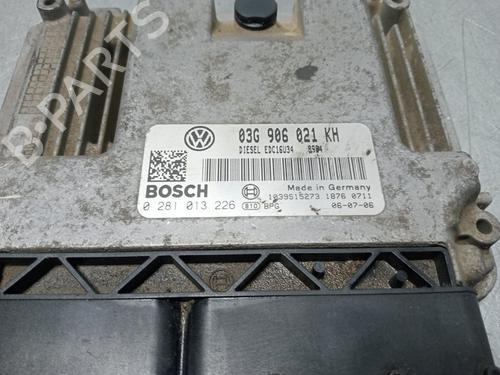 03G 906 021 KH
DIESEL EDC16U34
BOSCH
Made in Germany
1039S15273 1876 0711
0 281 013 226
B10 BPG
06-07-06
B-Parts